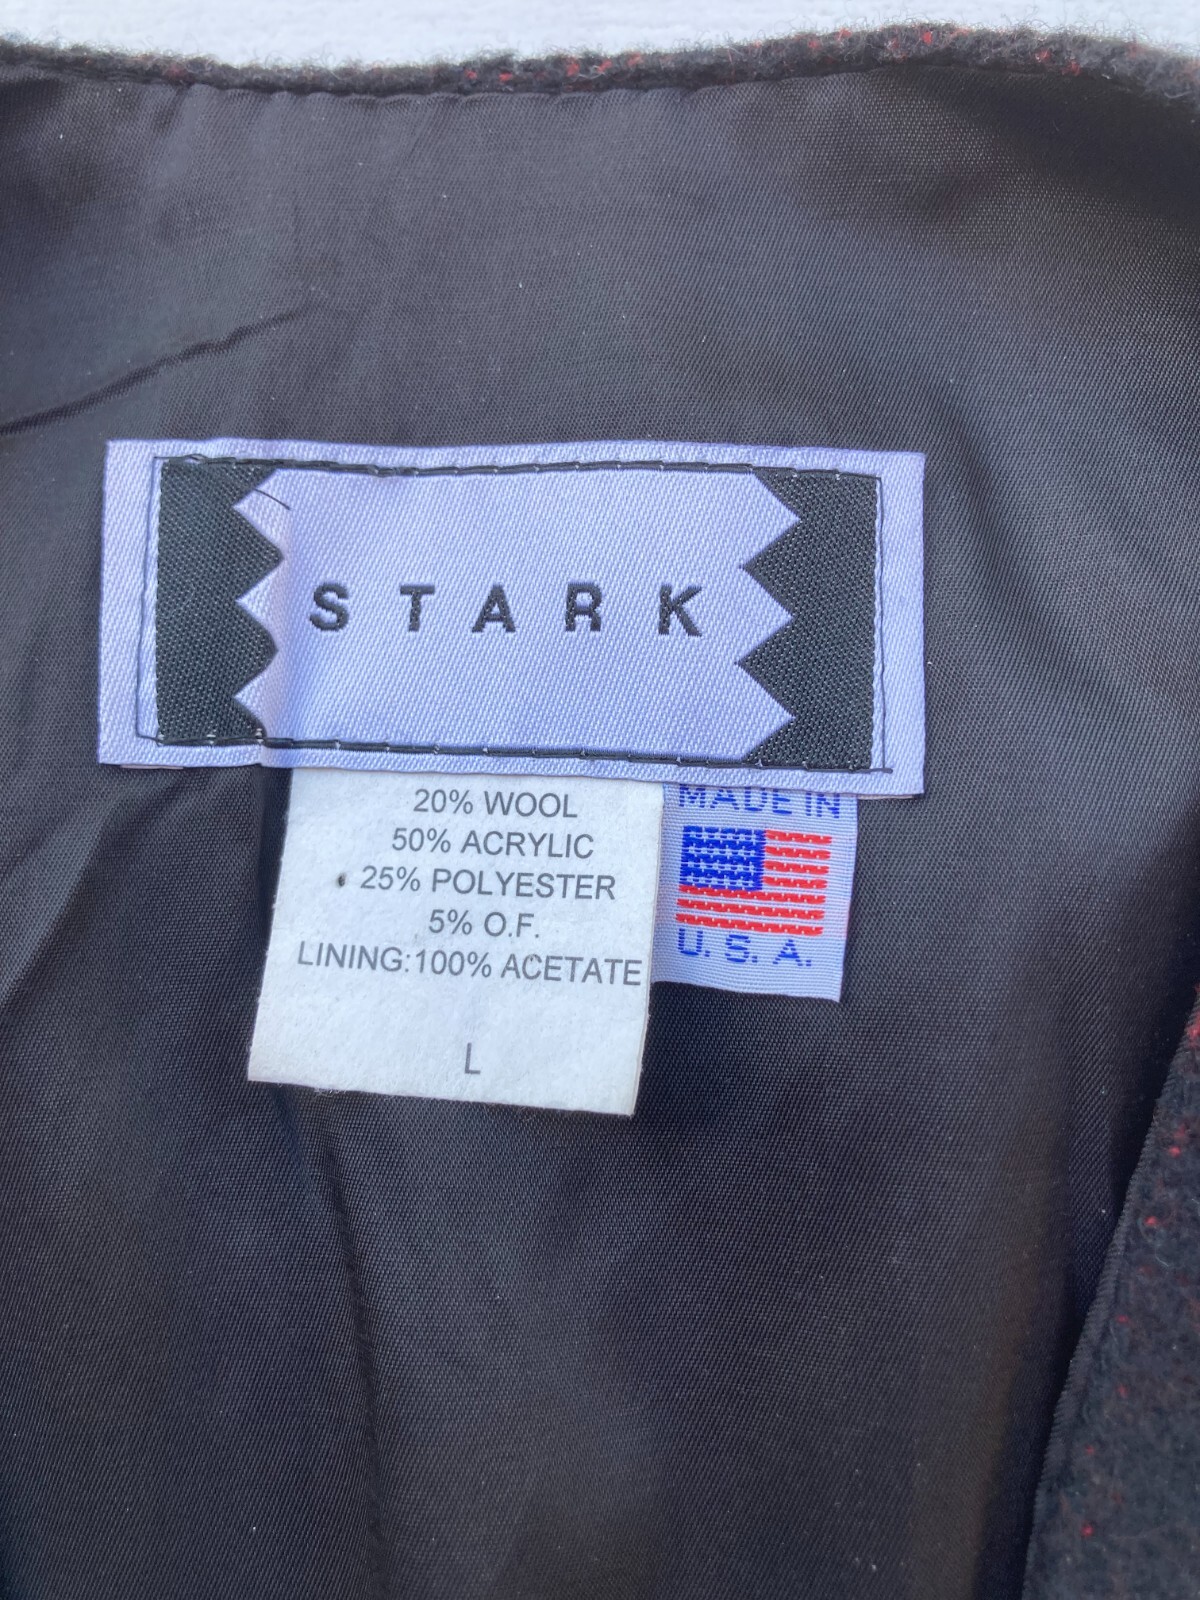 STARK
20% WOOL
50% ACRYLIC
25% POLYESTER
5% O.F.
LINING:100% ACETATE
L
MADE IN
U.S.A.